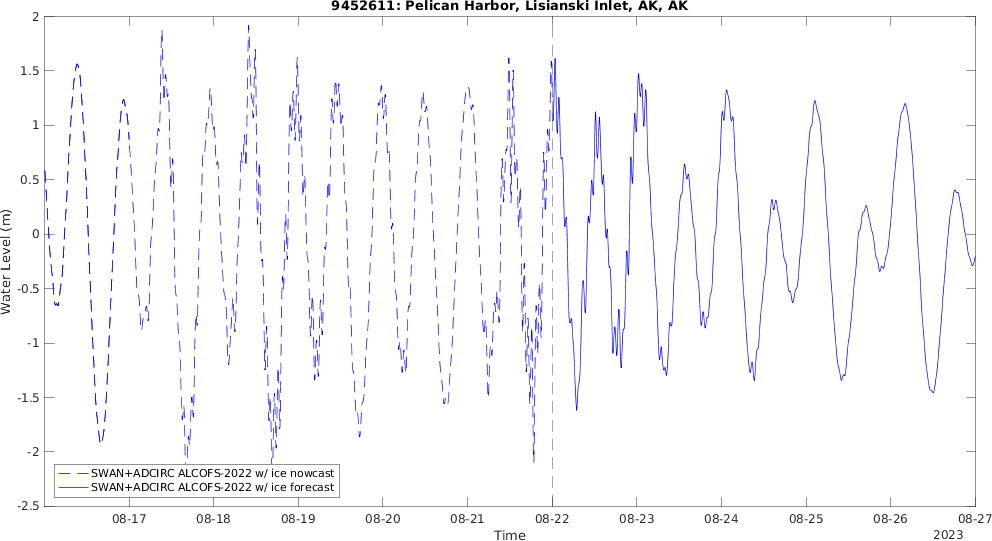 9452611: Pelican Harbor, Lisianski Inlet, AK, AK
2
1.5
1
0.5
0
-0.5
-1
-1.5
-2
-2.5
Water Level (m)
SWAN+ADCIRC ALCOFS-2022 w/ ice nowcast
SWAN+ADCIRC ALCOFS-2022 w/ ice forecast
08-17 08-18 08-19 08-20 08-21 08-22 08-23 08-24 08-25 08-26 08-27
Time
2023